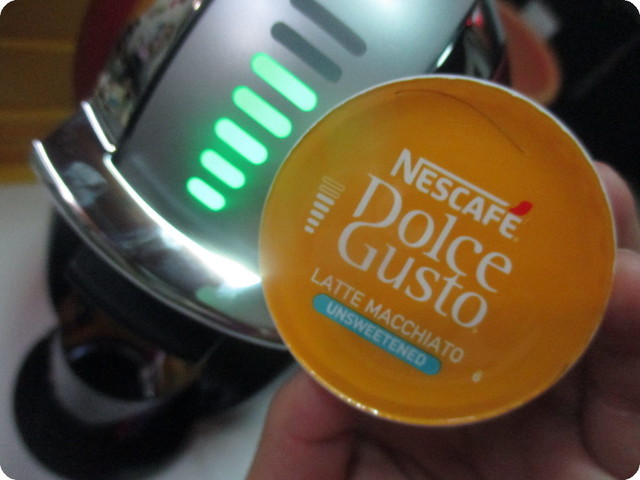 NESCAFÉ
Dolce
Gusto
LATTE MACCHIATO
UNSWEETENED